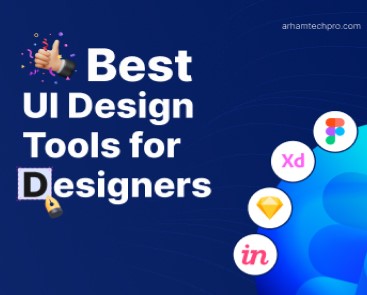 arhamtechpro.com
Best
UI Design
Tools for
Designers
Xd
in